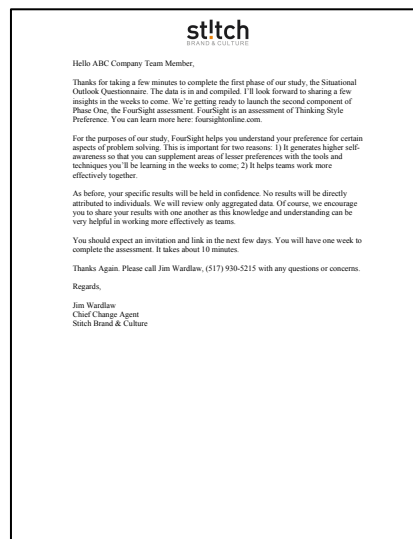 st!tch
BRAND & CULTURE
Hello ABC Company Team Member,
Thanks for taking a few minutes to complete the first phase of our study, the Situational
Outlook Questionnaire. The data is in and compiled. I'll look forward to sharing a few
insights in the weeks to come. We're getting ready to launch the second component of
Phase One, the FourSight assessment. FourSight is an assessment of Thinking Style
Preference. You can learn more here: foursightonline.com.
For the purposes of our study, FourSight helps you understand your preference for certain
aspects of problem solving. This is important for two reasons: 1) It generates higher self-
awareness so that you can supplement areas of lesser preferences with the tools and
techniques you'll be learning in the weeks to come; 2) It helps teams work more
effectively together.
As before, your specific results will be held in confidence. No results will be directly
attributed to individuals. We will review only aggregated data. Of course, we encourage
you to share your results with one another as this knowledge and understanding can be
very helpful in working more effectively as teams.
You should expect an invitation and link in the next few days. You will have one week to
complete the assessment. It takes about 10 minutes.
Thanks Again. Please call Jim Wardlaw, (517) 930-5215 with any questions or concerns.
Regards,
Jim Wardlaw
Chief Change Agent
Stitch Brand & Culture